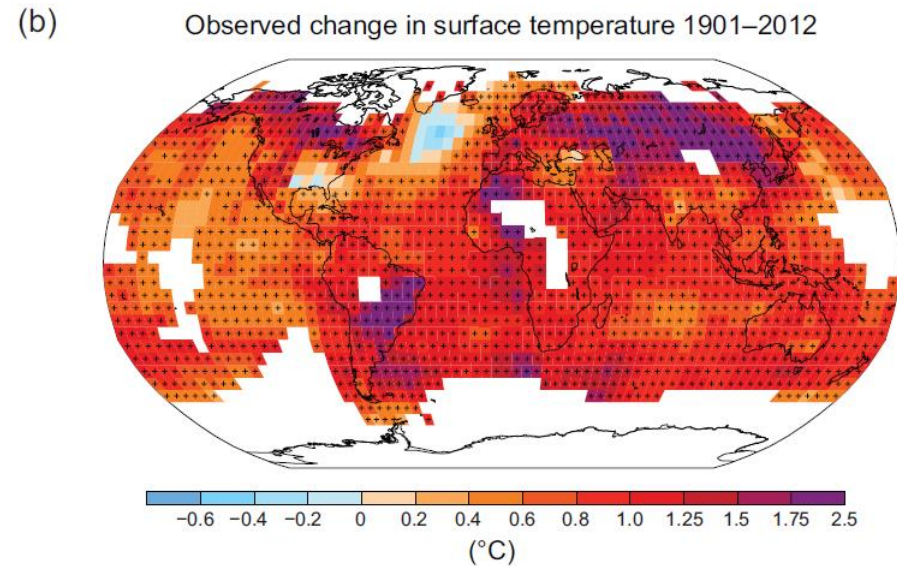 (b)
Observed change in surface temperature 1901–2012
−0.6 −0.4 −0.2 0 0.2 0.4 0.6 0.8 1.0 1.25 1.5 1.75 2.5
(°C)